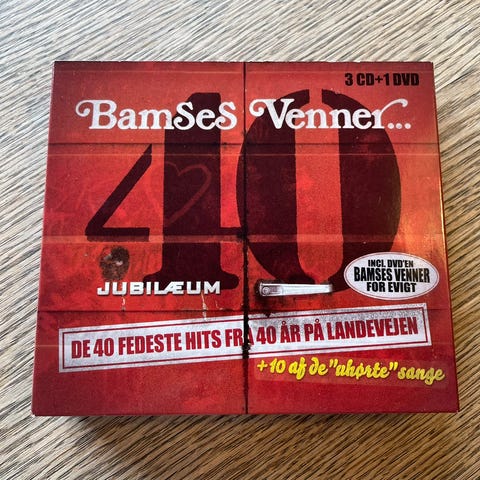 3 CD+1 DVD
BamSeS Venner...
40
JUBILÆUM
INCL. DVD'EN
BAMSES VENNER
FOR EVIGT
DE 40 FEDESTE HITS FRA 40 ÅR PÅ LANDEVEJEN
+10 af de "uhørte" sange